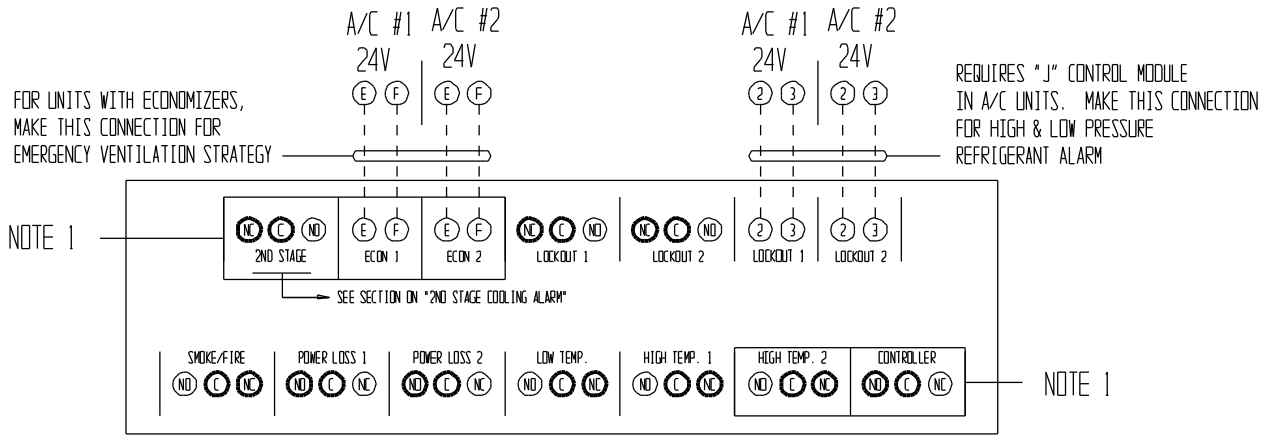 A/C #1 A/C #2 A/C #1 A/C #2
24V 24V 24V 24V
E F E F 2 3 2 3
FOR UNITS WITH ECONOMIZERS,
MAKE THIS CONNECTION FOR
EMERGENCY VENTILATION STRATEGY
REQUIRES "J" CONTROL MODULE
IN A/C UNITS. MAKE THIS CONNECTION
FOR HIGH & LOW PRESSURE
REFRIGERANT ALARM
NOTE 1
NC C NO E F E F NC C NO NC C NO 2 3 2 3
2ND STAGE ECON 1 ECON 2 LOCKOUT 1 LOCKOUT 2 LOCKOUT 1 LOCKOUT 2
SEE SECTION ON "2ND STAGE COOLING ALARM"
SMOKE/FIRE POWER LOSS 1 POWER LOSS 2 LOW TEMP. HIGH TEMP. 1 HIGH TEMP. 2 CONTROLLER
NO C NC NO C NC NO C NC NO C NC NO C NC NO C NC NO C NC
NOTE 1